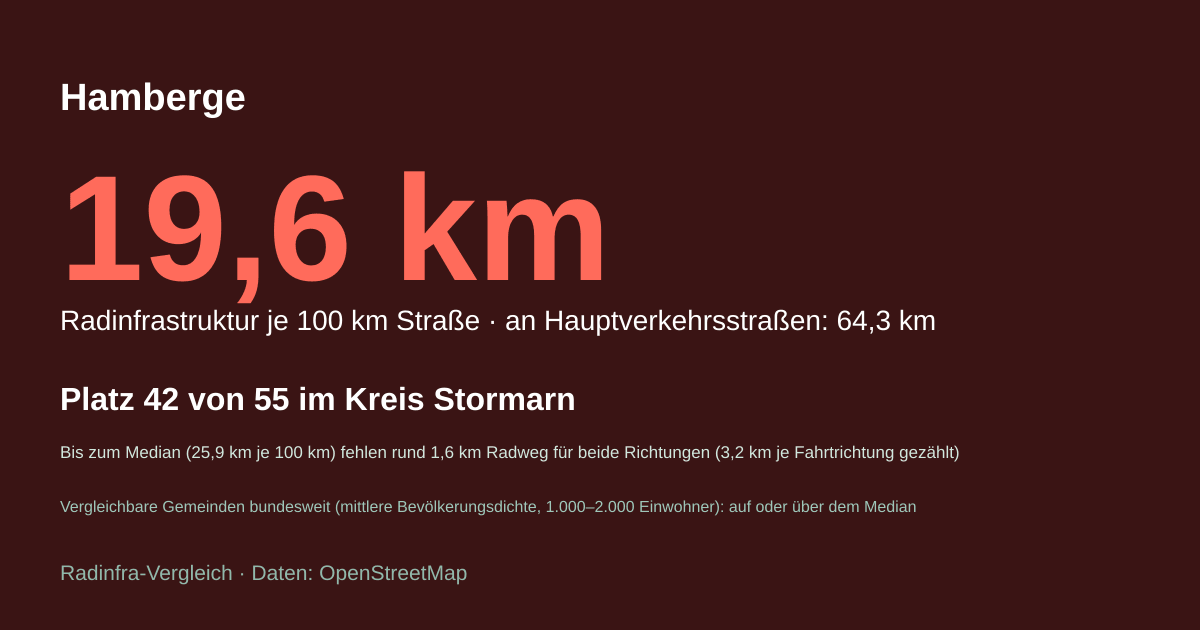 Hamberge
19,6 km
Radinfrastruktur je 100 km Straße · an Hauptverkehrsstraßen: 64,3 km
Platz 42 von 55 im Kreis Stormarn
Bis zum Median (25,9 km je 100 km) fehlen rund 1,6 km Radweg für beide Richtungen (3,2 km je Fahrtrichtung gezählt)
Vergleichbare Gemeinden bundesweit (mittlere Bevölkerungsdichte, 1.000–2.000 Einwohner): auf oder über dem Median
Radinfra-Vergleich · Daten: OpenStreetMap